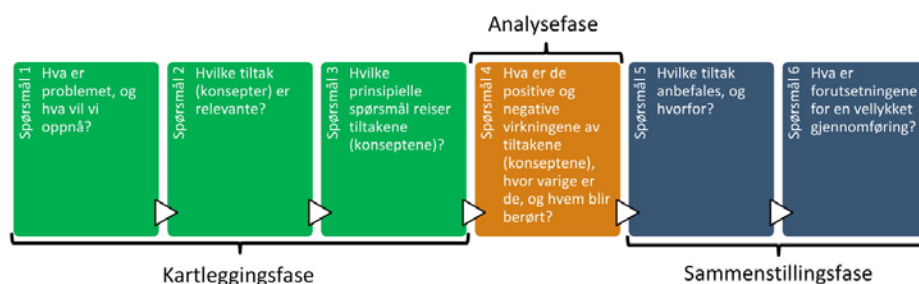 Analysefase
Spørsmål 1
Hva er
problemet, og
hva vil vi
oppnå?
Spørsmål 2
Hvilke tiltak
(konsepter) er
relevante?
Spørsmål 3
Hvilke
prinsipielle
spørsmål reiser
tiltakene
(konseptene)?
Spørsmål 4
Hva er de
positive og
negative
virkningene av
tiltakene
(konseptene),
hvor varige er
de, og hvem blir
berørt?
Spørsmål 5
Hvilke tiltak
anbefales, og
hvorfor?
Spørsmål 6
Hva er
forutsetningene
for en vellykket
gjennomføring?
Kartleggingsfase
Sammenstillingsfase